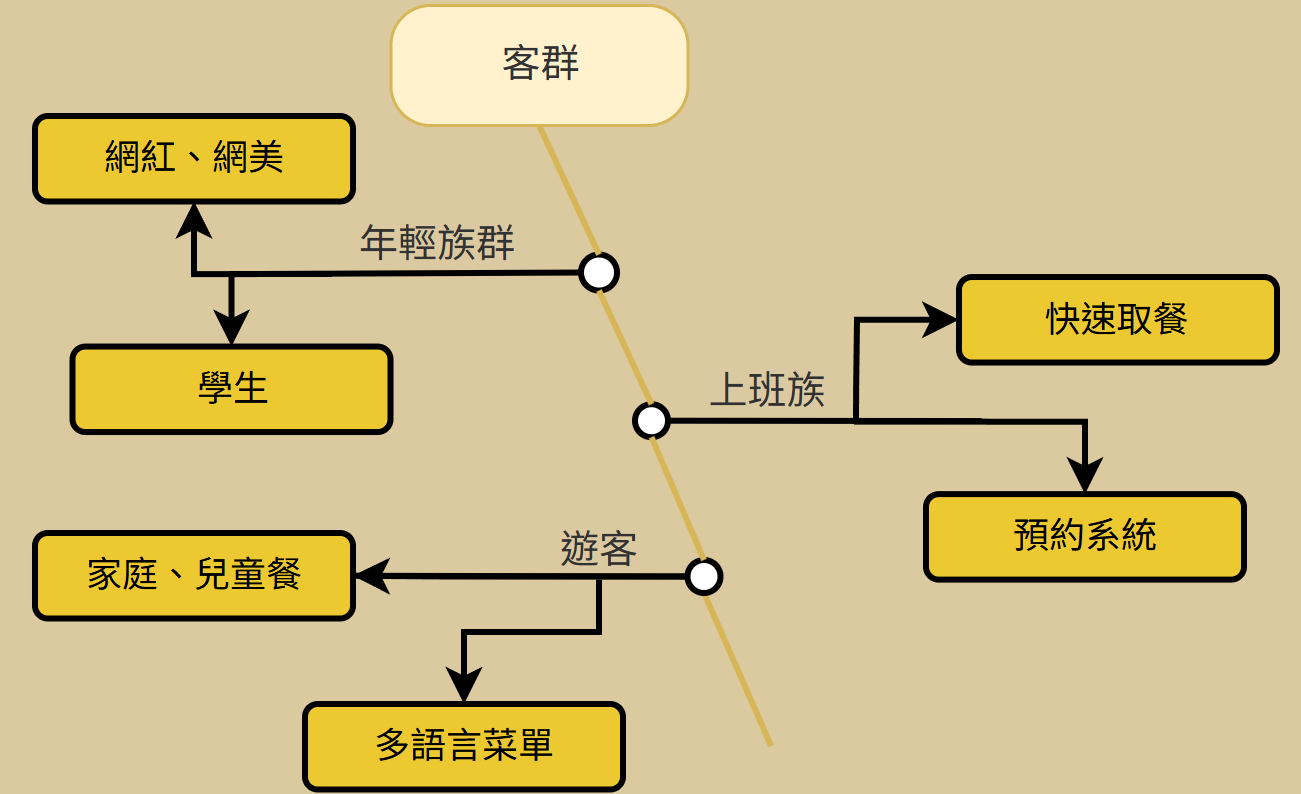 客群
網紅、網美
年輕族群
學生
快速取餐
上班族
預約系統
遊客
家庭、兒童餐
多語言菜單